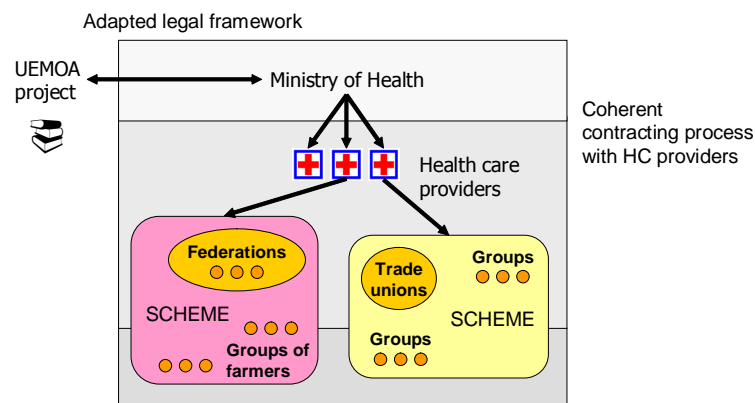 Adapted legal framework
UEMOA
project
Ministry of Health
Coherent
contracting process
with HC providers
Health care
providers
Federations
SCHEME
Groups of
farmers
Trade
unions
Groups
SCHEME
Groups